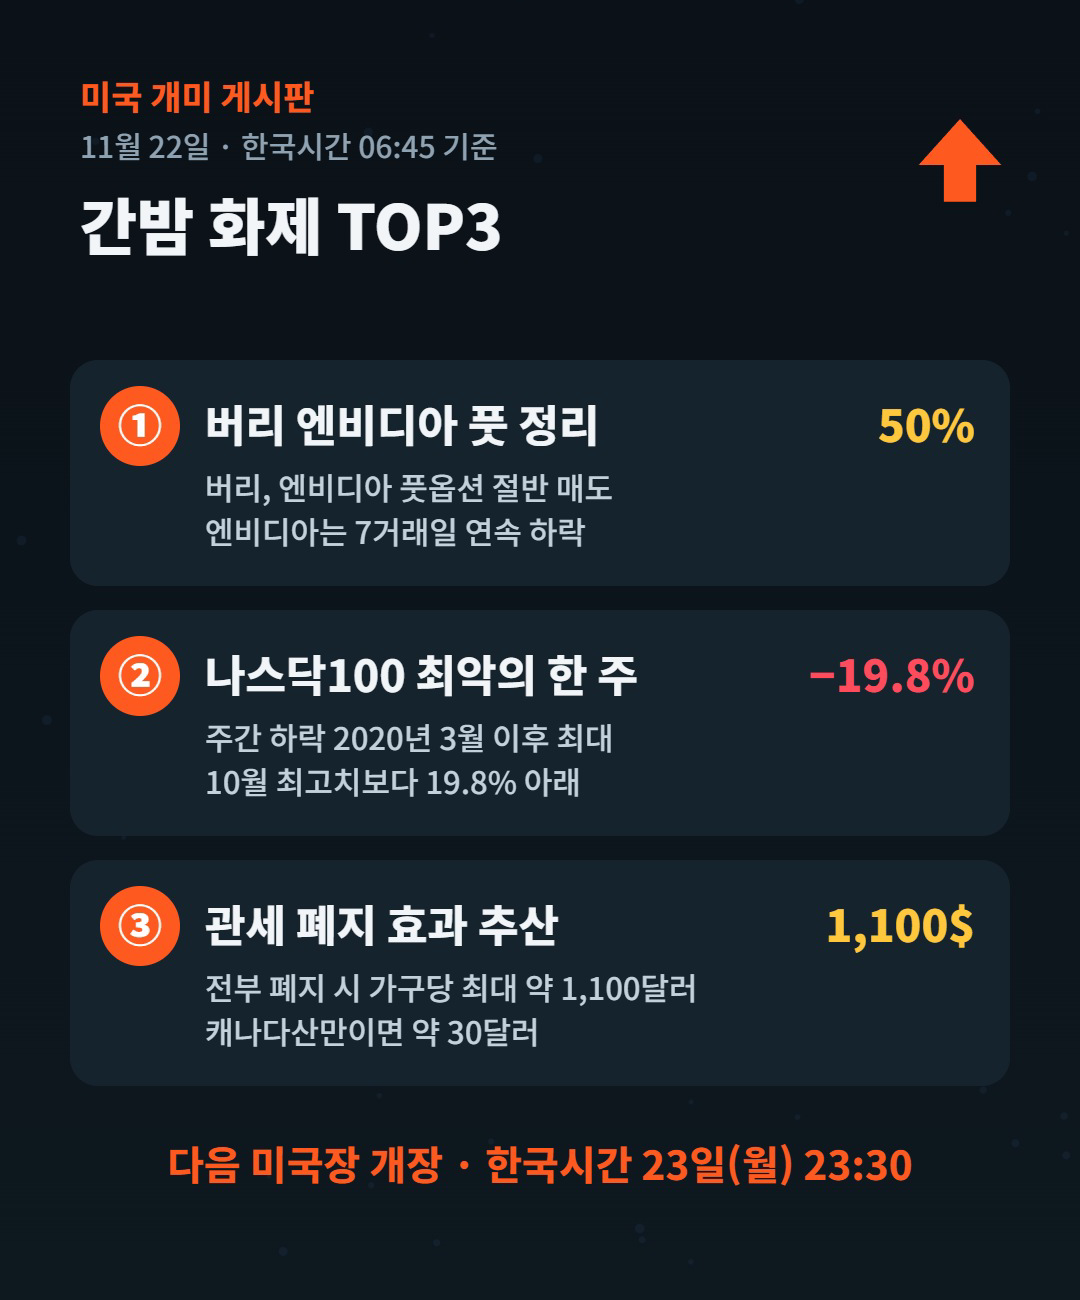 미국 개미 게시판
11월 22일 · 한국시간 06:45 기준
간밤 화제 TOP3
① 버리 엔비디아 풋 정리 50%
버리, 엔비디아 풋옵션 절반 매도
엔비디아는 7거래일 연속 하락
② 나스닥100 최악의 한 주 −19.8%
주간 하락 2020년 3월 이후 최대
10월 최고치보다 19.8% 아래
③ 관세 폐지 효과 추산 1,100$
전부 폐지 시 가구당 최대 약 1,100달러
캐나다산만이면 약 30달러
다음 미국장 개장 · 한국시간 23일(월) 23:30